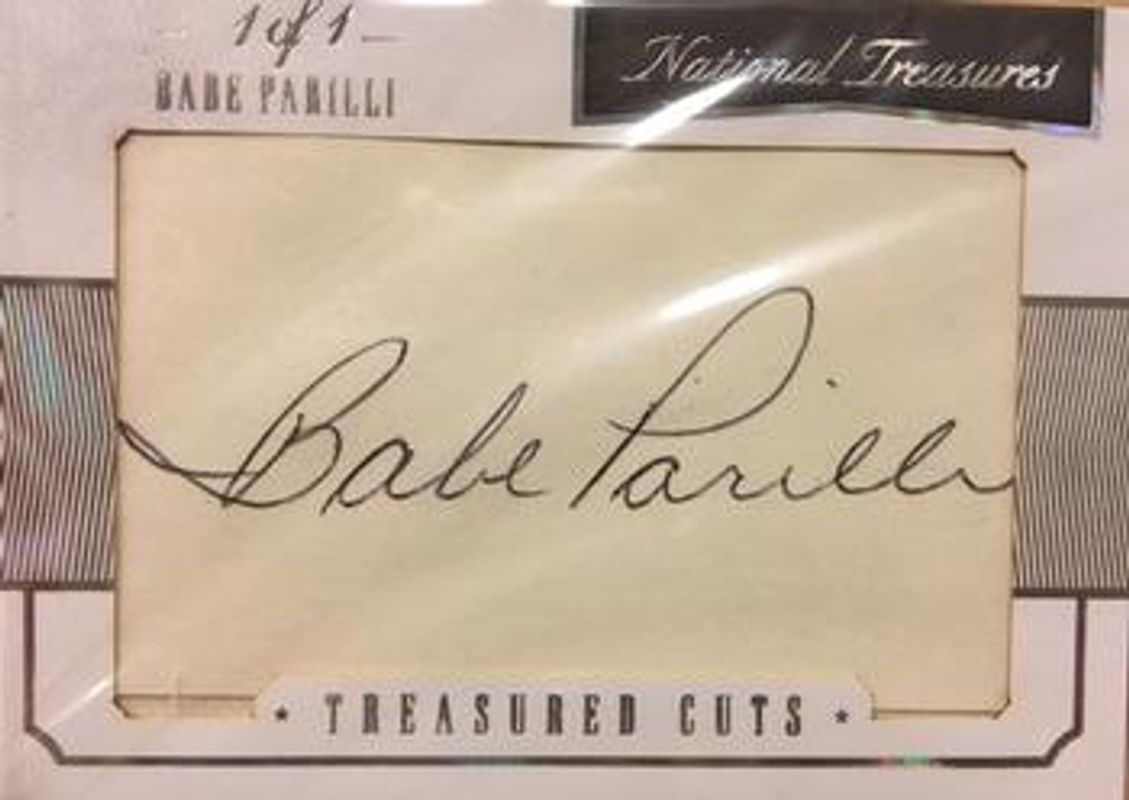 1 of 1
BABE PARILLI
National Treasures
Babe Parilli
★ TREASURED CUTS ★